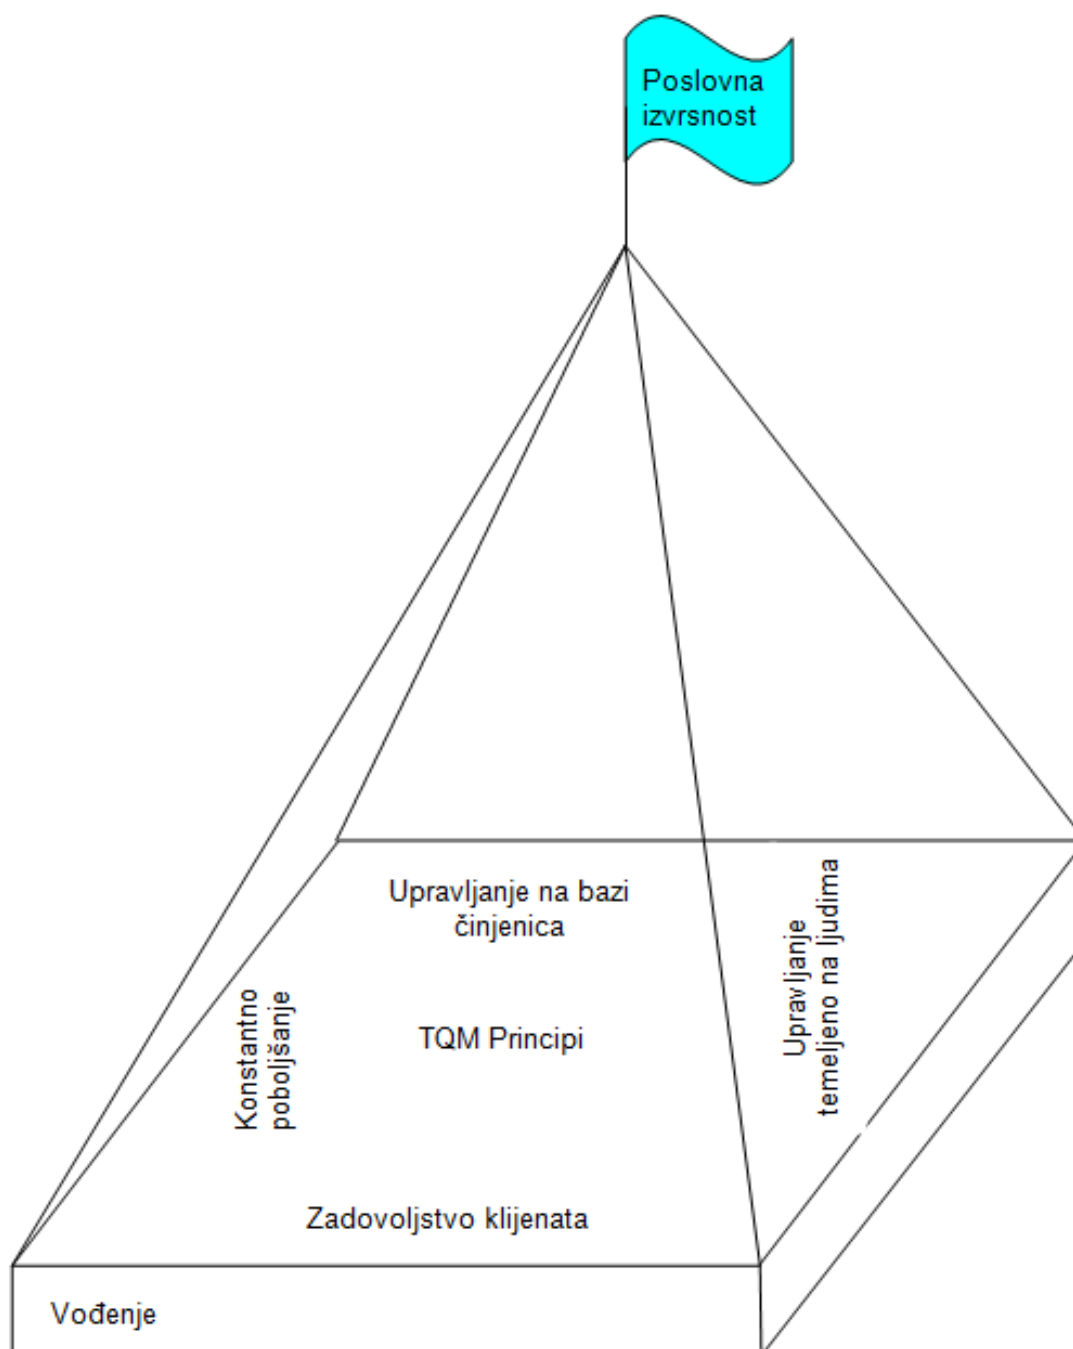 Poslovna
izvrsnost
Upravljanje na bazi
činjenica
Upravljanje
temeljeno na ljudima
Konstantno
poboljšanje
TQM Principi
Zadovoljstvo klijenata
Vođenje